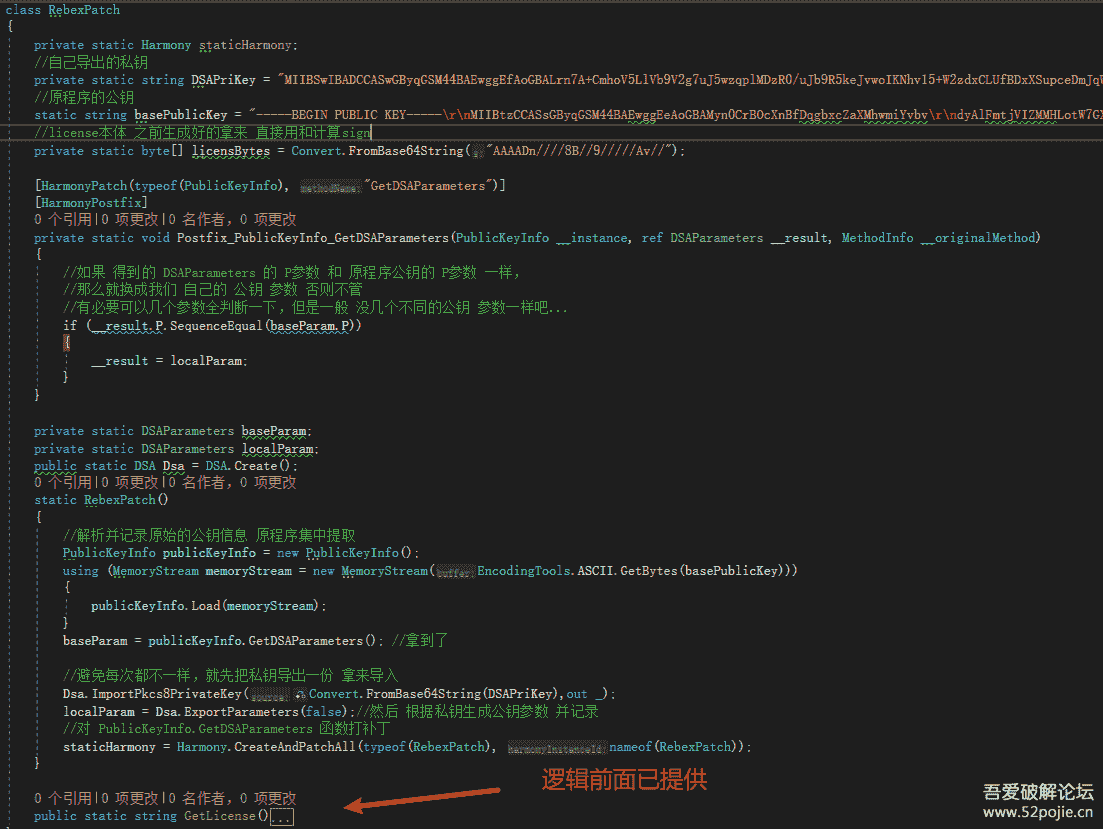 class RebexPatch
{
private static Harmony staticHarmony;
//自己导出的私钥
private static string DSAPriKey = "MIIBSwIBADCCASwGByqGSM44BAEwggEfAoGBALrn7A+CmhoV5LlVb9V2g7uJ5wzqplMDzR0/uJb9R5keJvwoIKNhvl5+W2zdxCLUfBDxXSupceDmJqW
//原程序的公钥
static string basePublicKey = "-----BEGIN PUBLIC KEY-----\r\nMIIBtzCCASsGByqGSM44BAEwggEeAoGBAMynOCrBOcXnBfDqgbxcZaXMhwmiYvbv\r\ndyAlFmtjVIZMMHLotW7GX
//license本体 之前生成好的拿来 直接用和计算sign
private static byte[] licensBytes = Convert.FromBase64String(s: "AAAADn////8B//9/////Av//");
[HarmonyPatch(typeof(PublicKeyInfo), methodName: "GetDSAParameters")]
[HarmonyPostfix]
0 个引用|0 项更改|0 名作者，0 项更改
private static void Postfix_PublicKeyInfo_GetDSAParameters(PublicKeyInfo __instance, ref DSAParameters __result, MethodInfo __originalMethod)
{
//如果 得到的 DSAParameters 的 P参数 和 原程序公钥的 P参数 一样，
//那么就换成我们 自己的 公钥 参数 否则不管
//有必要可以几个参数全判断一下，但是一般 没几个不同的公钥 参数一样吧...
if (__result.P.SequenceEqual(baseParam.P))
{
__result = localParam;
}
}
private static DSAParameters baseParam;
private static DSAParameters localParam;
public static DSA Dsa = DSA.Create();
0 个引用|0 项更改|0 名作者，0 项更改
static RebexPatch()
{
//解析并记录原始的公钥信息 原程序集中提取
PublicKeyInfo publicKeyInfo = new PublicKeyInfo();
using (MemoryStream memoryStream = new MemoryStream(buffer: EncodingTools.ASCII.GetBytes(basePublicKey)))
{
publicKeyInfo.Load(memoryStream);
}
baseParam = publicKeyInfo.GetDSAParameters(); //拿到了
//避免每次都不一样，就先把私钥导出一份 拿来导入
Dsa.ImportPkcs8PrivateKey(source: Convert.FromBase64String(DSAPriKey),out _);
localParam = Dsa.ExportParameters(false);//然后 根据私钥生成公钥参数 并记录
//对 PublicKeyInfo.GetDSAParameters 函数打补丁
staticHarmony = Harmony.CreateAndPatchAll(typeof(RebexPatch), harmonyInstanceId: nameof(RebexPatch));
}
逻辑前面已提供
0 个引用|0 项更改|0 名作者，0 项更改
public static string GetLicense()...
吾爱破解论坛
www.52pojie.cn